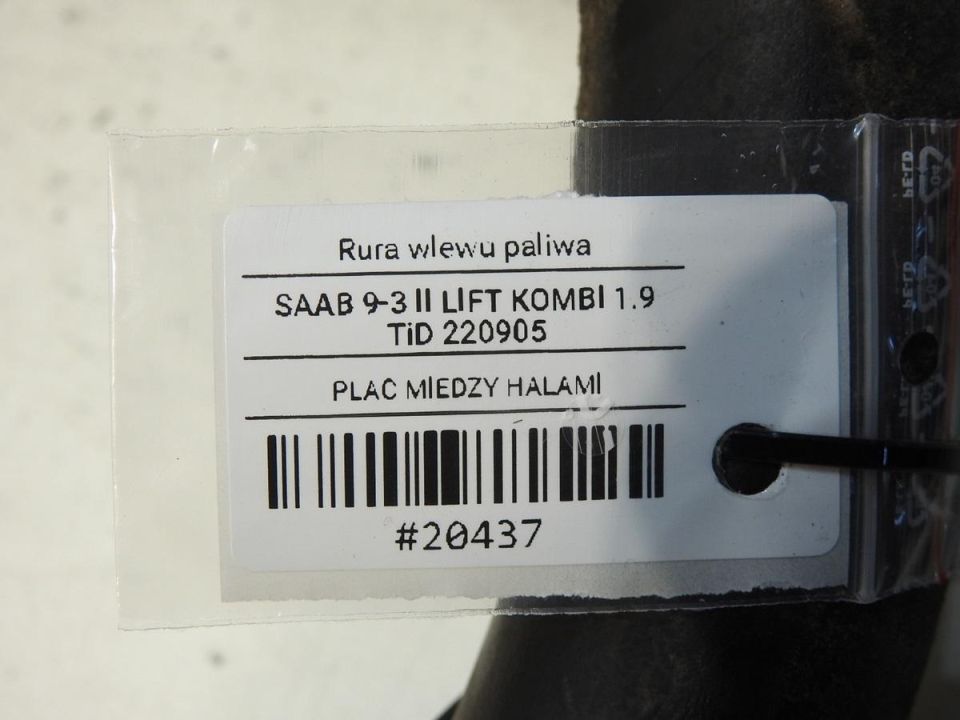 Rura wlewu paliwa
SAAB 9-3 II LIFT KOMBI 1.9
TiD 220905
PLAC MIEDZY HALAMI
#20437